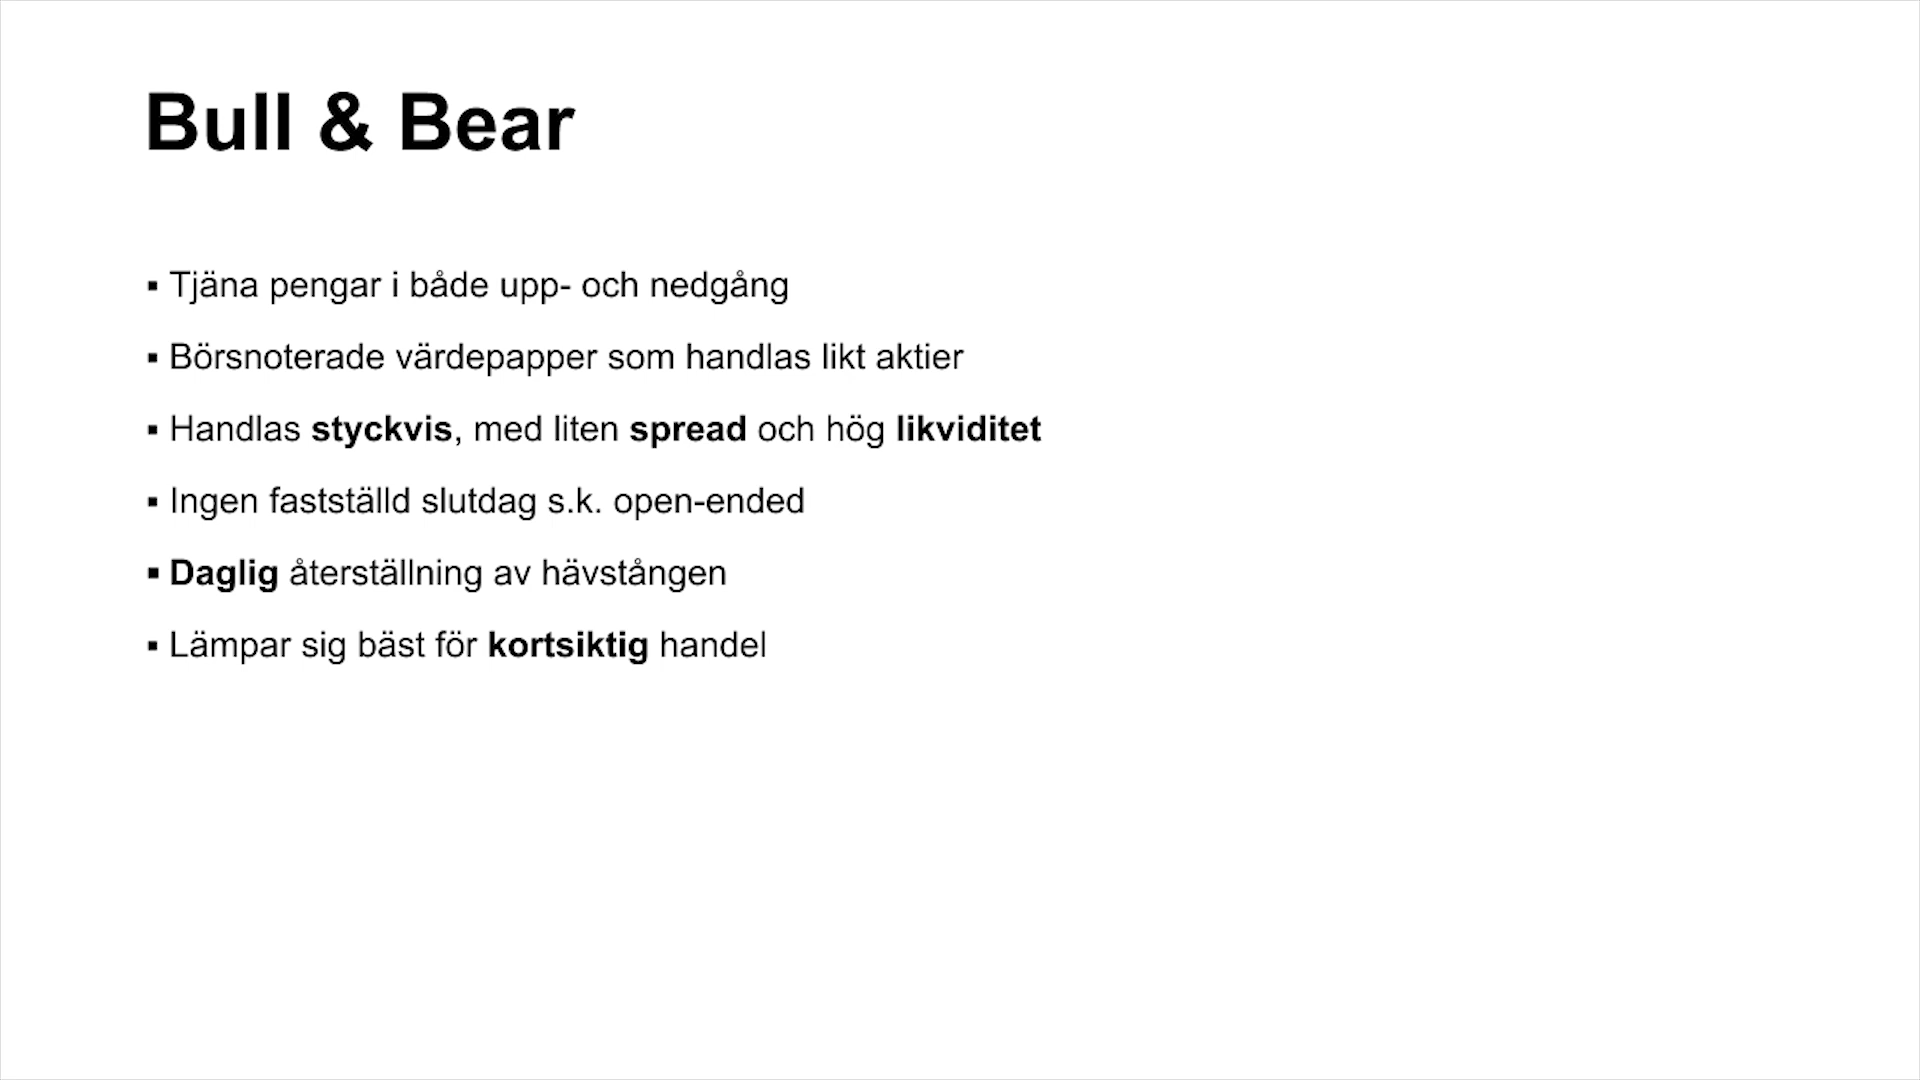 Bull & Bear
▪ Tjäna pengar i både upp- och nedgång
▪ Börsnoterade värdepapper som handlas likt aktier
▪ Handlas styckvis, med liten spread och hög likviditet
▪ Ingen fastställd slutdag s.k. open-ended
▪ Daglig återställning av hävstången
▪ Lämpar sig bäst för kortsiktig handel